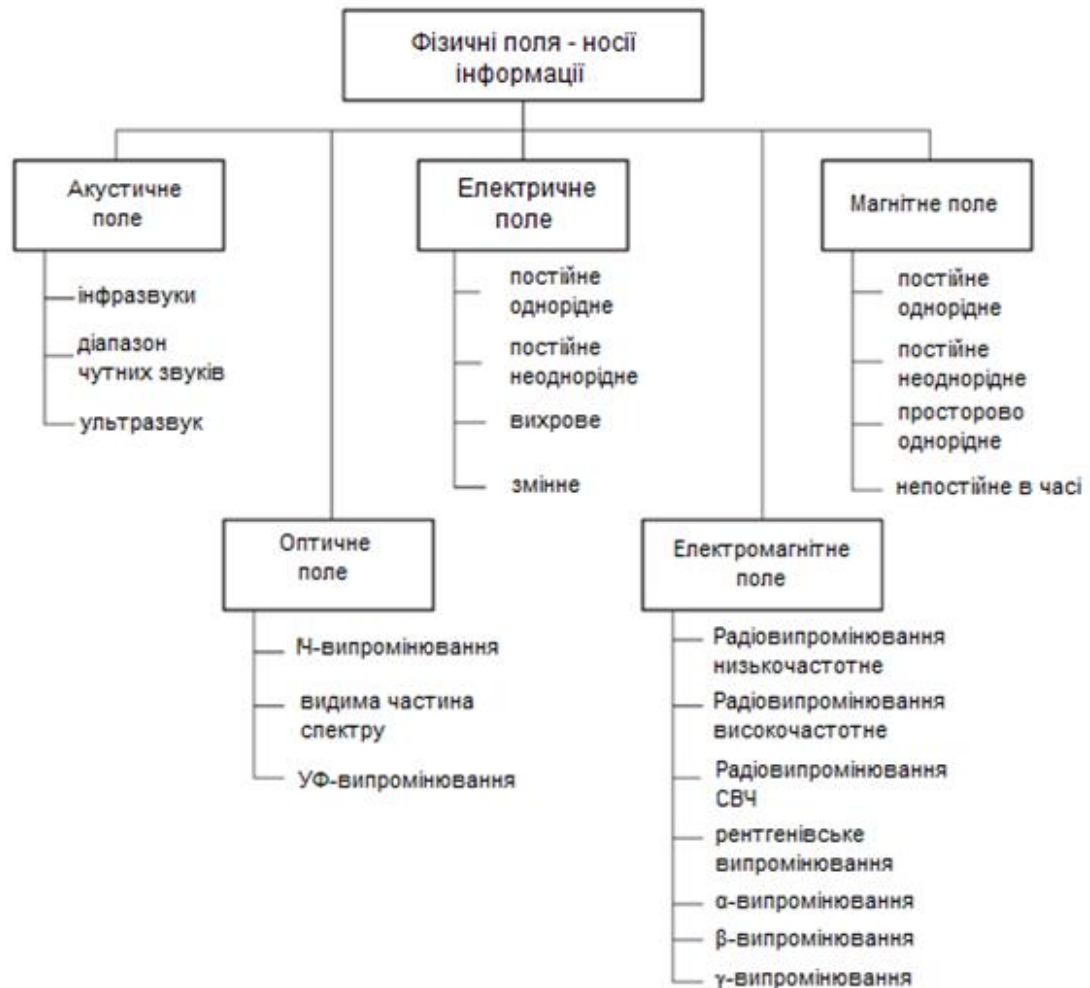 Фізичні поля - носії
інформації
Акустичне
поле
інфразвуки
діапазон
чутних звуків
ультразвук
Електричне
поле
постійне
однорідне
постійне
неоднорідне
вихрове
змінне
Магнітне поле
постійне
однорідне
постійне
неоднорідне
просторово
однорідне
непостійне в часі
Оптичне
поле
ІЧ-випромінювання
видима частина
спектру
УФ-випромінювання
Електромагнітне
поле
Радіовипромінювання
низькочастотне
Радіовипромінювання
високочастотне
Радіовипромінювання
СВЧ
рентгенівське
випромінювання
α-випромінювання
β-випромінювання
γ-випромінювання